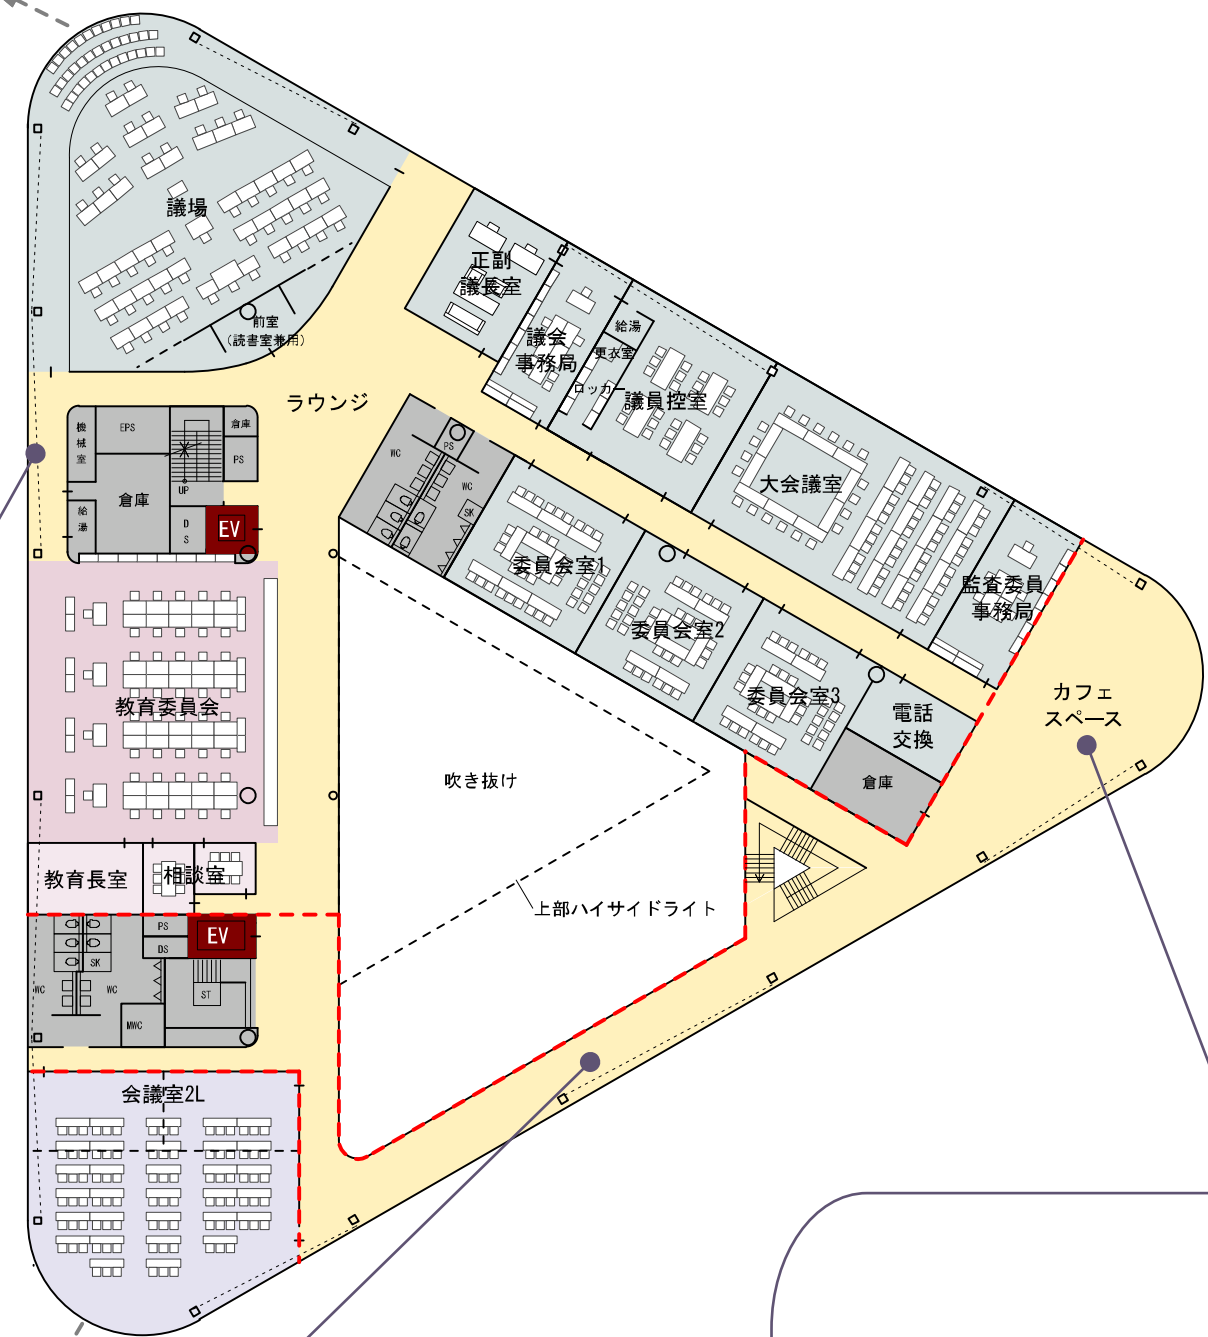 議場
前室
(読書室兼用)
正副
議長室
議会
事務局
給湯
更衣室
ロッカー
議員控室
大会議室
監査委員
事務局
ラウンジ
機械室
EPS
倉庫
PS
倉庫
UP
給湯
DS
EV
WC
PS
WC
SK
委員会室1
委員会室2
委員会室3
電話
交換
倉庫
カフェ
スペース
教育委員会
吹き抜け
上部ハイサイドライト
教育長室
相談室
PS
EV
DS
SK
WC
WC
ST
MWC
会議室2L